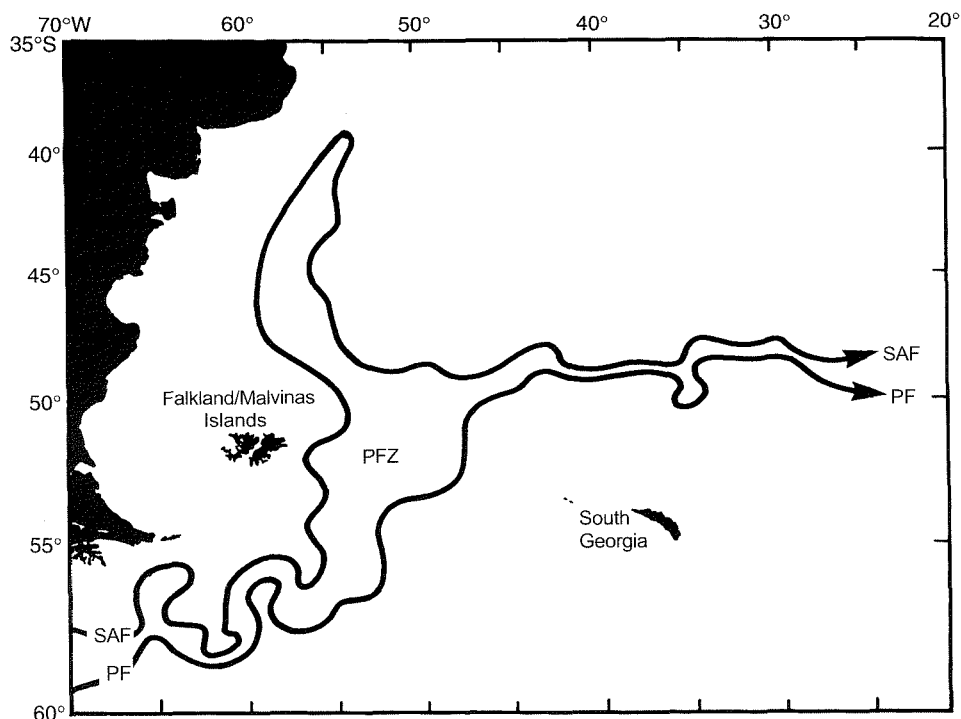 70°W 60° 50° 40° 30° 20°
35°S
40°
45°
SAF
PF
Falkland/Malvinas
Islands
50°
PFZ
South
Georgia
55°
SAF
PF
60°